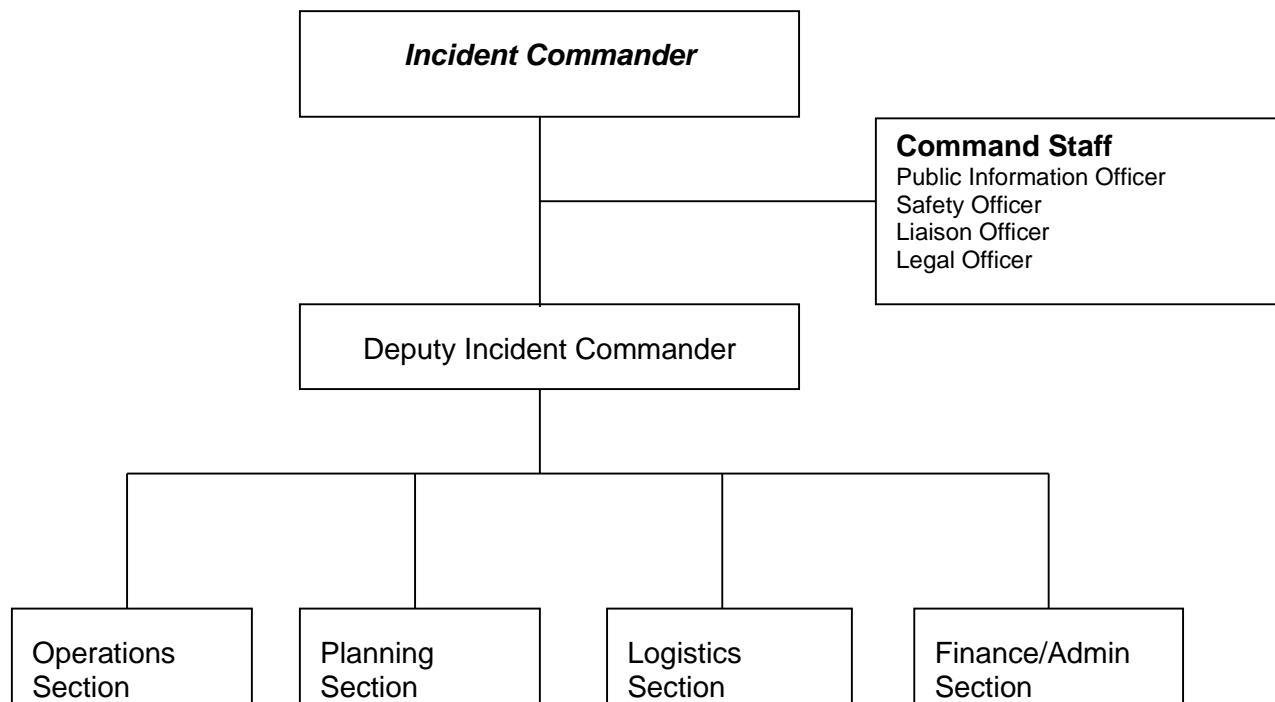 Incident Commander
Command Staff
Public Information Officer
Safety Officer
Liaison Officer
Legal Officer
Deputy Incident Commander
Operations
Section
Planning
Section
Logistics
Section
Finance/Admin
Section